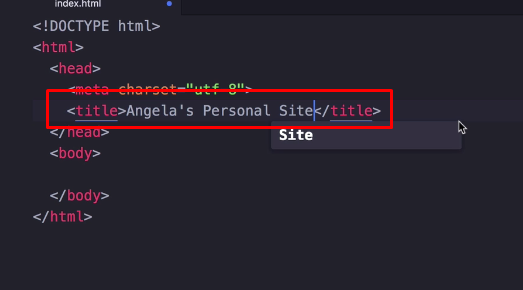 index.html
<!DOCTYPE html>
<html>
<head>
<meta charset="utf-8">
<title>Angela's Personal Site</title>
Site
</head>
<body>
</body>
</html>